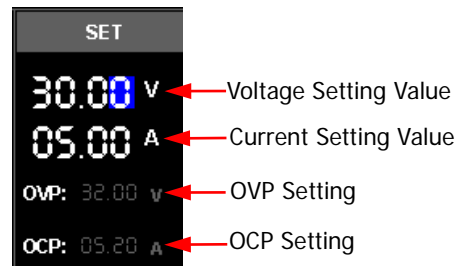 SET
30.00 V Voltage Setting Value
05.00 A Current Setting Value
OVP: 32.00 V OVP Setting
OCP: 05.20 A OCP Setting